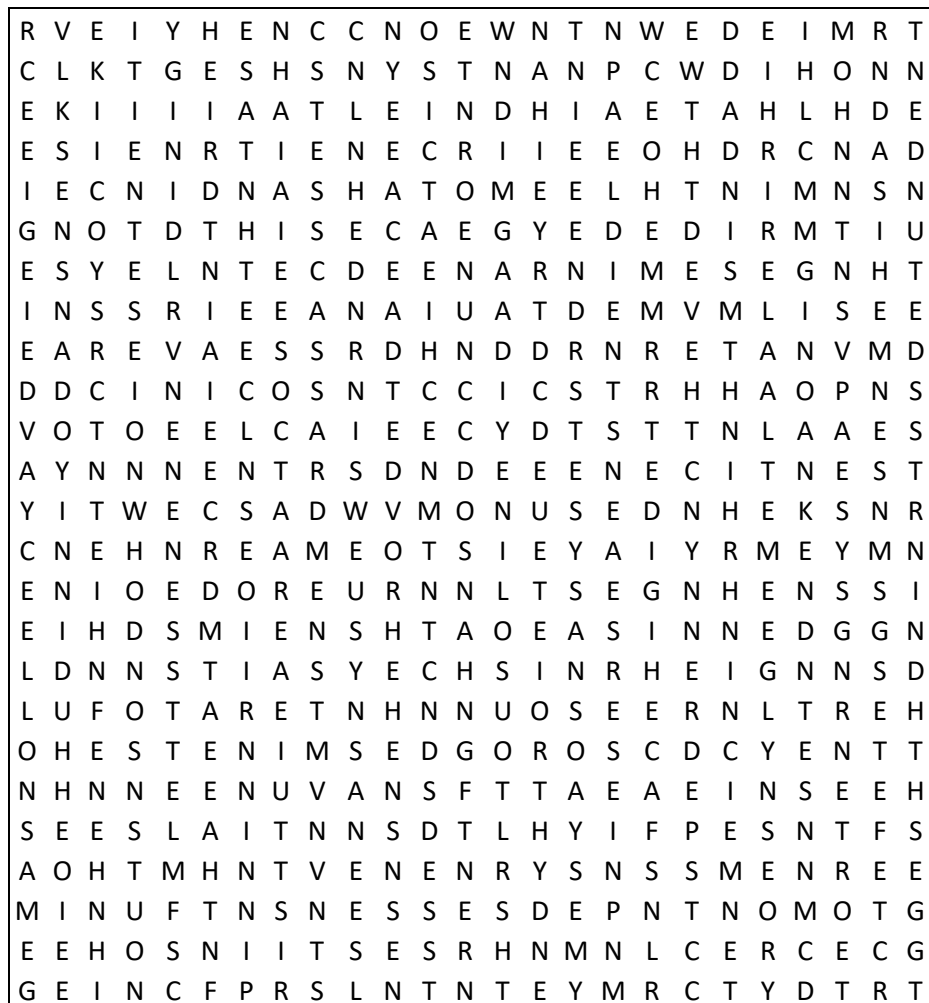 R V E I Y H E N C C N O E W N T N W E D E I M R T
C L K T G E S H S N Y S T N A N P C W D I H O N N
E K I I I I A A T L E I N D H I A E T A H L H D E
E S I E N R T I E N E C R I I E E O H D R C N A D
I E C N I D N A S H A T O M E E L H T N I M N S N
G N O T D T H I S E C A E G Y E D E D I R M T I U
E S Y E L N T E C D E E N A R N I M E S E G N H T
I N S S R I E E A N A I U A T D E M V M L I S E E
E A R E V A E S S R D H N D D R N R E T A N V M D
D D C I N I C O S N T C C I C S T R H H A O P N S
V O T O E E L C A I E E C Y D T S T T N L A A E S
A Y N N N E N T R S D N D E E E N E C I T N E S T
Y I T W E C S A D W V M O N U S E D N H E K S N R
C N E H N R E A M E O T S I E Y A I Y R M E Y M N
E N I O E D O R E U R N N L T S E G N H E N S S I
E I H D S M I E N S H T A O E A S I N N E D G G N
L D N N S T I A S Y E C H S I N R H E I G N N S D
L U F O T A R E T N H N N U O S E E R N L T R E H
O H E S T E N I M S E D G O R O S C D C Y E N T T
N H N N E E N U V A N S F T T A E A E I N S E E H
S E E S L A I T N N S D T L H Y I F P E S N T F S
A O H T M H N T V E N E N R Y S N S S M E N R E E
M I N U F T N S N E S S E S D E P N T N O M O T G
E E H O S N I I T S E S R H N M N L C E R C E C G
G E I N C F P R S L N T N T E Y M R C T Y D T R T